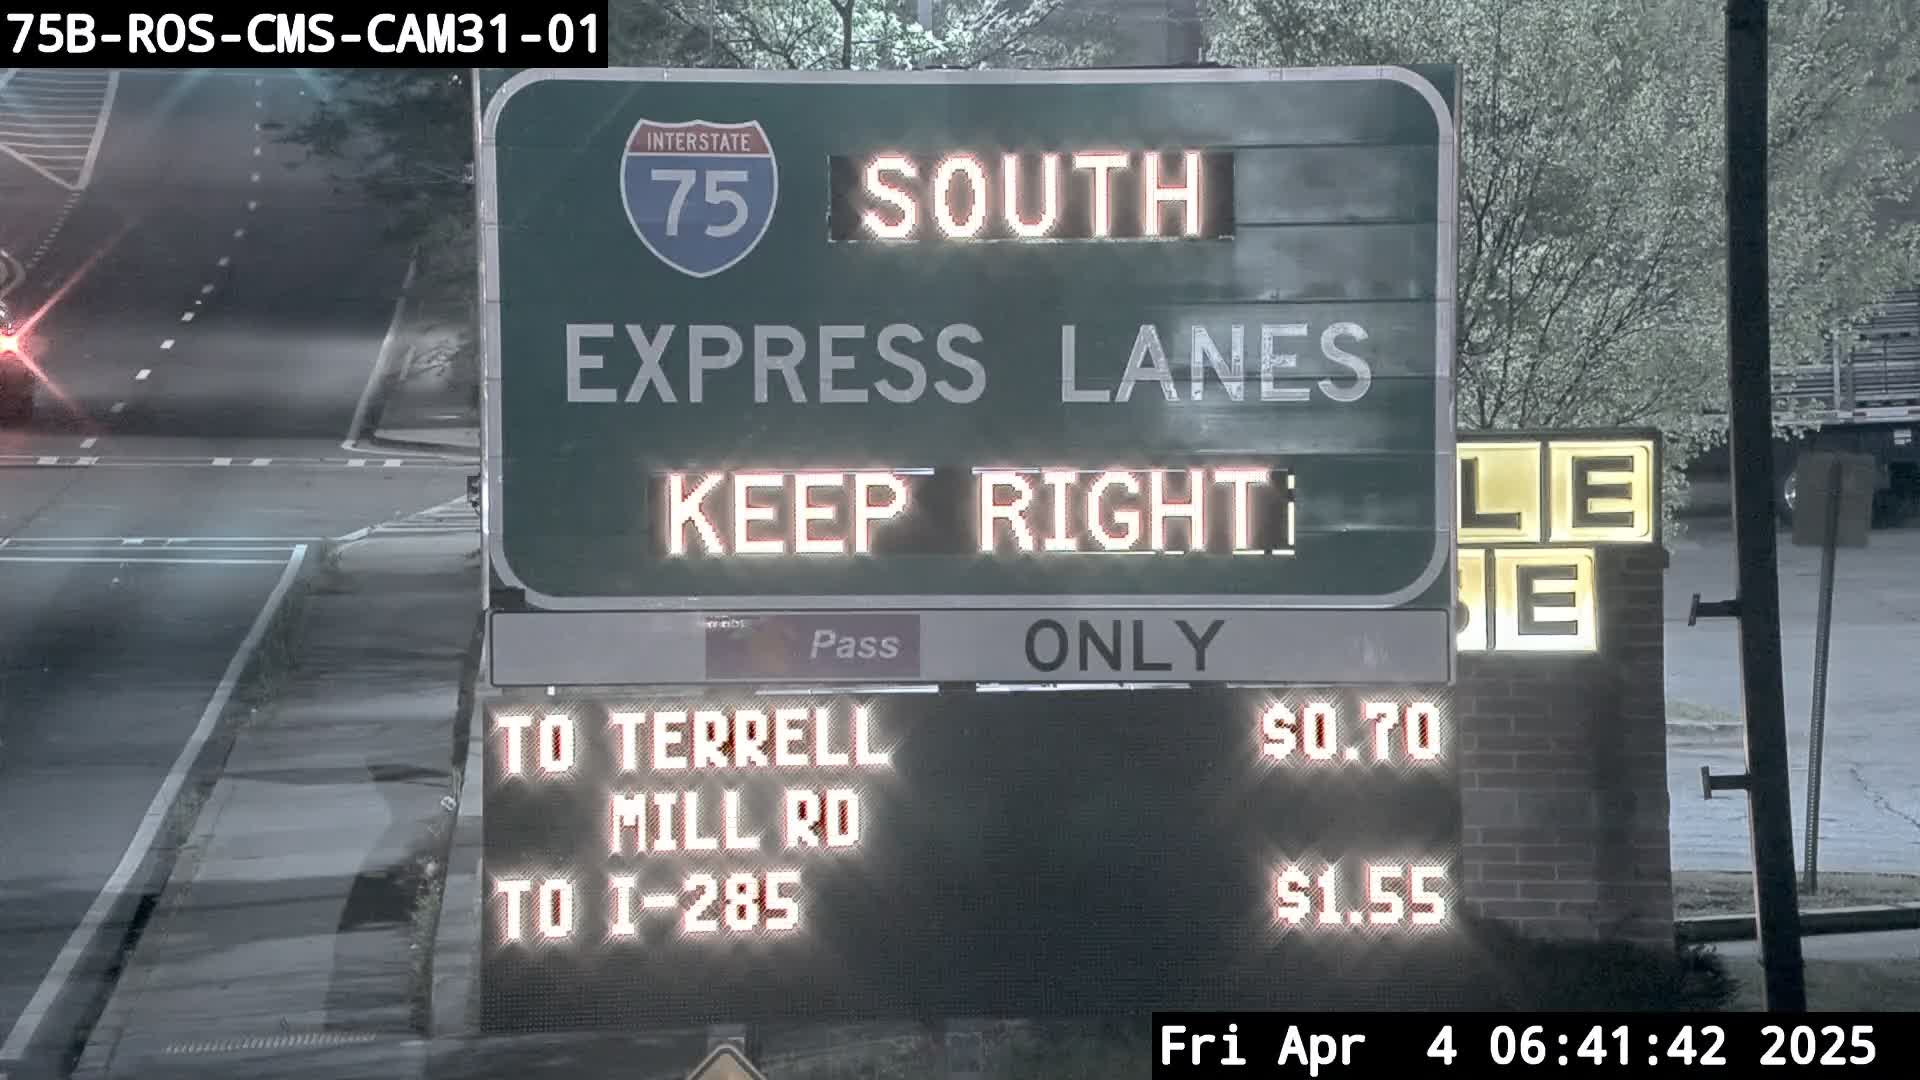 75B-ROS-CMS-CAM31-01
INTERSTATE
75
SOUTH
EXPRESS LANES
KEEP RIGHT
Pass ONLY
LE
E
TO TERRELL $0.70
MILL RD
TO I-285 $1.55
Fri Apr 4 06:41:42 2025